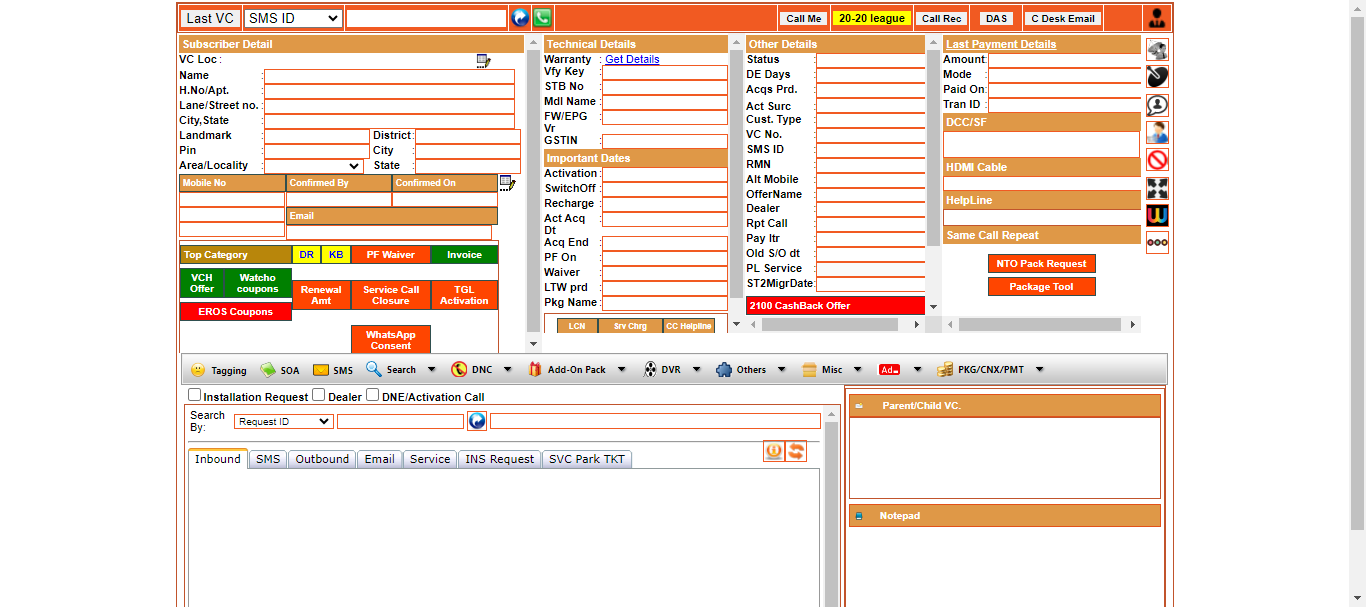 Last VC SMS ID Call Me 20-20 league Call Rec DAS C Desk Email
Subscriber Detail
VC Loc :
Name :
H.No/Apt. :
Lane/Street no. :
City,State :
Landmark : District :
Pin : City :
Area/Locality : State :
Mobile No Confirmed By Confirmed On
Email
Top Category DR KB PF Waiver Invoice
VCH Offer
Watcho coupons
Renewal Amt
Service Call Closure
TGL Activation
EROS Coupons
WhatsApp Consent
Technical Details
Warranty : Get Details
Vfy Key :
STB No :
Mdl Name :
FW/EPG :
Vr
GSTIN :
Important Dates
Activation :
SwitchOff :
Recharge :
Act Acq :
Dt
Acq End :
PF On :
Waiver :
LTW prd :
Pkg Name :
LCN Srv Chrg CC Helpline
Other Details
Status :
DE Days :
Acqs Prd. :
Act Surc :
Cust. Type :
VC No. :
SMS ID :
RMN :
Alt Mobile :
OfferName :
Dealer :
Rpt Call :
Pay Itr :
Old S/O dt :
PL Service :
ST2MigrDate :
2100 CashBack Offer
Last Payment Details
Amount:
Mode :
Paid On:
Tran ID :
DCC/SF
HDMI Cable
HelpLine
Same Call Repeat
NTO Pack Request
Package Tool
Tagging SOA SMS Search DNC Add-On Pack DVR Others Misc Ad PKG/CNX/PMT
Installation Request Dealer DNE/Activation Call
Search By: Request ID
Inbound SMS Outbound Email Service INS Request SVC Park TKT
Parent/Child VC.
Notepad